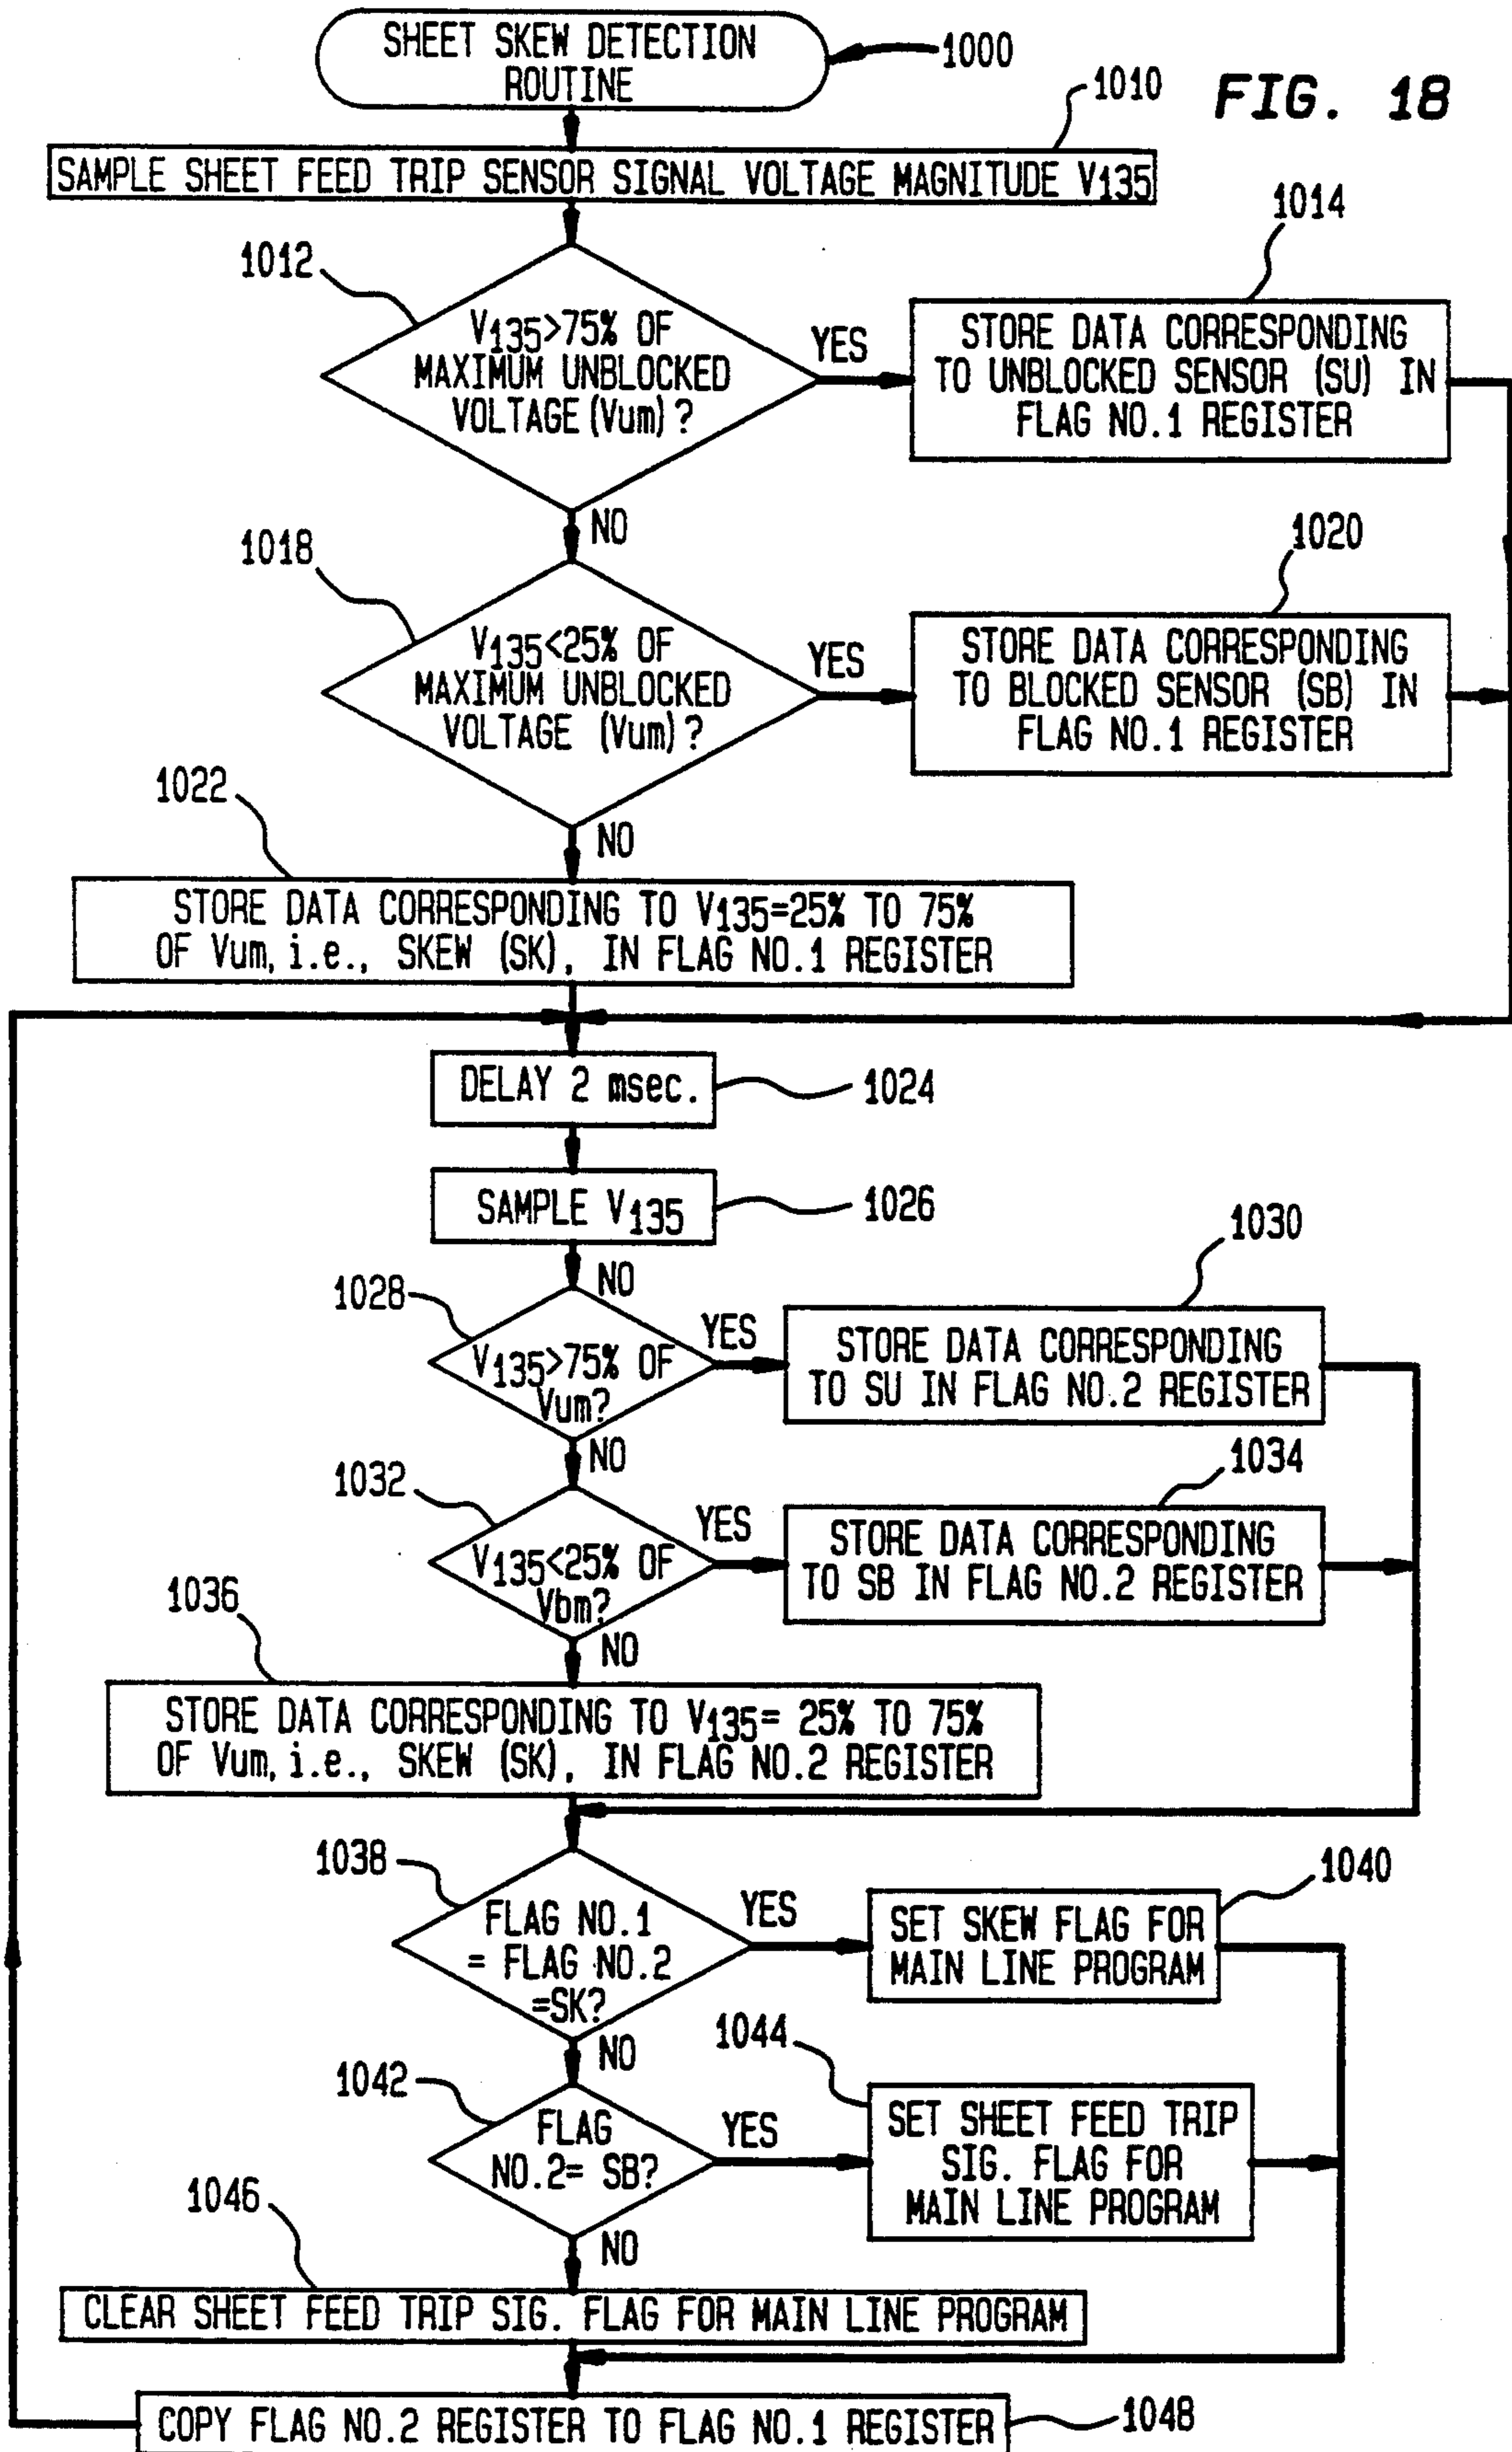 SHEET SKEW DETECTION
ROUTINE
1000
FIG. 18
1010
SAMPLE SHEET FEED TRIP SENSOR SIGNAL VOLTAGE MAGNITUDE V135
1012
V135>75% OF
MAXIMUM UNBLOCKED
VOLTAGE (Vum) ?
YES
1014
STORE DATA CORRESPONDING
TO UNBLOCKED SENSOR (SU) IN
FLAG NO.1 REGISTER
NO
1018
V135<25% OF
MAXIMUM UNBLOCKED
VOLTAGE (Vum) ?
YES
1020
STORE DATA CORRESPONDING
TO BLOCKED SENSOR (SB) IN
FLAG NO.1 REGISTER
NO
1022
STORE DATA CORRESPONDING TO V135=25% TO 75%
OF Vum, i.e., SKEW (SK), IN FLAG NO.1 REGISTER
DELAY 2 msec.
1024
SAMPLE V135
1026
NO
1028
V135>75% OF
Vum?
YES
1030
STORE DATA CORRESPONDING
TO SU IN FLAG NO.2 REGISTER
NO
1032
V135<25% OF
Vbm?
YES
1034
STORE DATA CORRESPONDING
TO SB IN FLAG NO.2 REGISTER
NO
1036
STORE DATA CORRESPONDING TO V135= 25% TO 75%
OF Vum, i.e., SKEW (SK), IN FLAG NO.2 REGISTER
1038
FLAG NO.1
= FLAG NO.2
=SK?
YES
1040
SET SKEW FLAG FOR
MAIN LINE PROGRAM
NO
1042
FLAG
NO.2= SB?
YES
1044
SET SHEET FEED TRIP
SIG. FLAG FOR
MAIN LINE PROGRAM
NO
1046
CLEAR SHEET FEED TRIP SIG. FLAG FOR MAIN LINE PROGRAM
COPY FLAG NO.2 REGISTER TO FLAG NO.1 REGISTER
1048